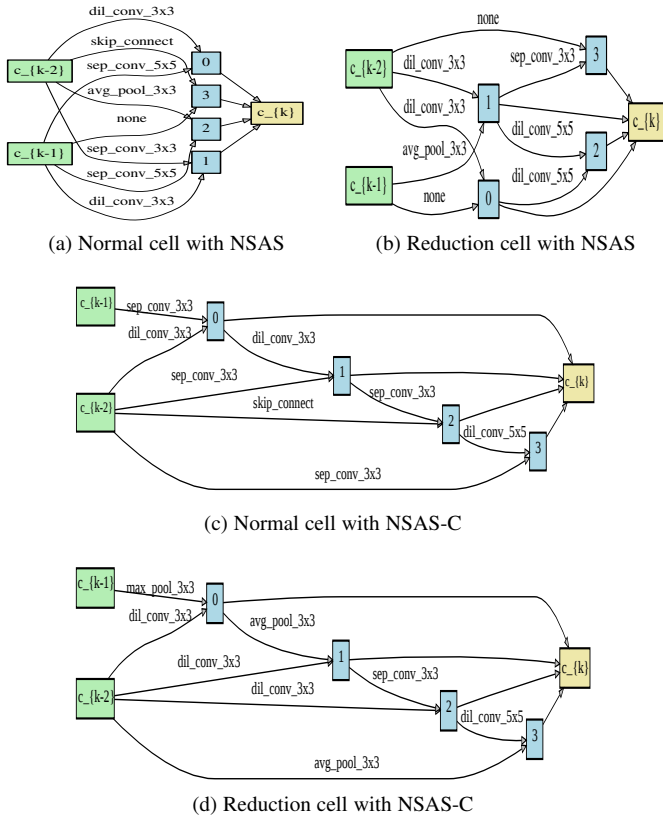 dil_conv_3x3
skip_connect
sep_conv_5x5
avg_pool_3x3
none
sep_conv_3x3
sep_conv_5x5
dil_conv_3x3
c_{k-2}
c_{k-1}
0
3
2
1
c_{k}
(a) Normal cell with NSAS
none
dil_conv_3x3
dil_conv_3x3
avg_pool_3x3
none
sep_conv_3x3
dil_conv_5x5
dil_conv_5x5
c_{k-2}
c_{k-1}
3
1
2
0
c_{k}
(b) Reduction cell with NSAS
c_{k-1}
sep_conv_3x3
dil_conv_3x3
0
dil_conv_3x3
sep_conv_3x3
1
c_{k}
sep_conv_3x3
skip_connect
c_{k-2}
2
dil_conv_5x5
3
sep_conv_3x3
(c) Normal cell with NSAS-C
c_{k-1}
max_pool_3x3
dil_conv_3x3
0
avg_pool_3x3
dil_conv_3x3
1
c_{k}
sep_conv_3x3
dil_conv_3x3
c_{k-2}
2
dil_conv_5x5
3
avg_pool_3x3
(d) Reduction cell with NSAS-C